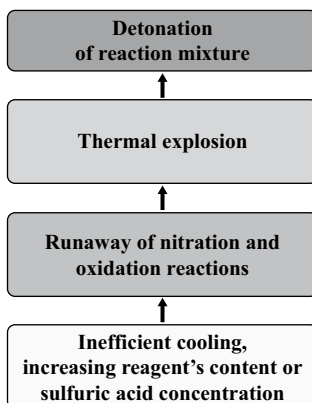 Detonation
of reaction mixture
Thermal explosion
Runaway of nitration and
oxidation reactions
Inefficient cooling,
increasing reagent's content or
sulfuric acid concentration